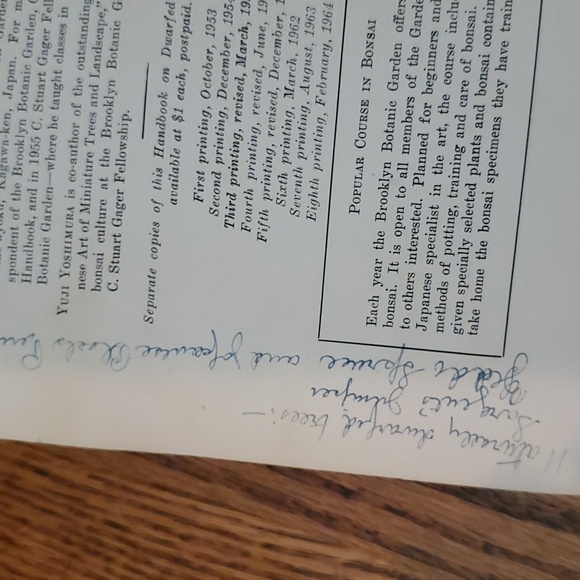 spondent of the Brooklyn Botanic Garden,
Handbook, and in 1955 C. Stuart Gager Fel
Botanic Garden—where he taught classes in
YUJI YOSHIMURA is co-author of the outstanding
nese Art of Miniature Trees and Landscape,"
bonsai culture at the Brooklyn Botanic G
C. Stuart Gager Fellowship.
Separate copies of this Handbook on Dwarfed
available at $1 each, postpaid.
First printing, October, 1953
Second printing, December, 195
Third printing, revised, March, 19
Fourth printing, revised, June, 19
Fifth printing, revised, December, 1
Sixth printing, March, 1962
Seventh printing, August, 1963
Eighth printing, February, 1964
POPULAR COURSE IN BONSAI
Each year the Brooklyn Botanic Garden offers
bonsai. It is open to all members of the Garde
to others interested. Planned for beginners and
Japanese specialist in the art, the course inclu
methods of potting, training and care of bonsai.
given specially selected plants and bonsai contain
take home the bonsai specimens they have train
Naturally dwarfed trees:—
Sargent's Juniper
Yeddo Spruce and Japanese